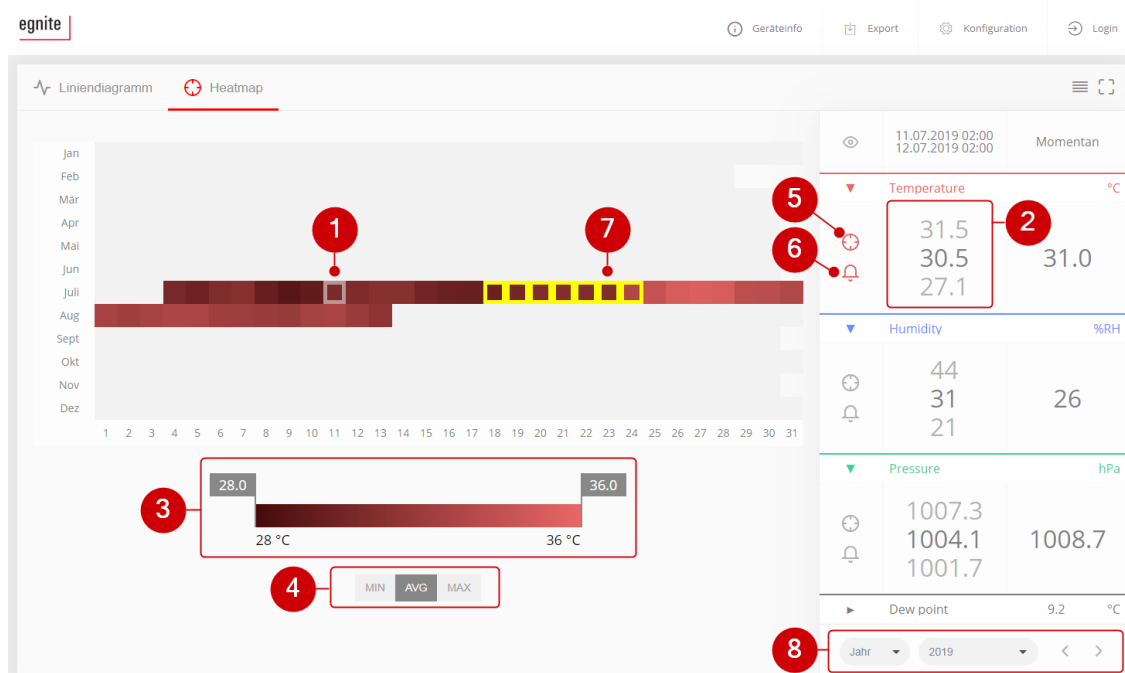 egnite
Geräteinfo
Export
Konfiguration
Login
Liniendiagramm
Heatmap
11.07.2019 02:00
12.07.2019 02:00
Momentan
Jan
Feb
Mär
Apr
Mai
Jun
Juli
Aug
Sept
Okt
Nov
Dez
1 2 3 4 5 6 7 8 9 10 11 12 13 14 15 16 17 18 19 20 21 22 23 24 25 26 27 28 29 30 31
1
7
28.0
36.0
28 °C
36 °C
3
MIN AVG MAX
4
Temperature °C
5
6
31.5
30.5
27.1
2
31.0
Humidity %RH
44
31
21
26
Pressure hPa
1007.3
1004.1
1001.7
1008.7
Dew point 9.2 °C
8
Jahr 2019